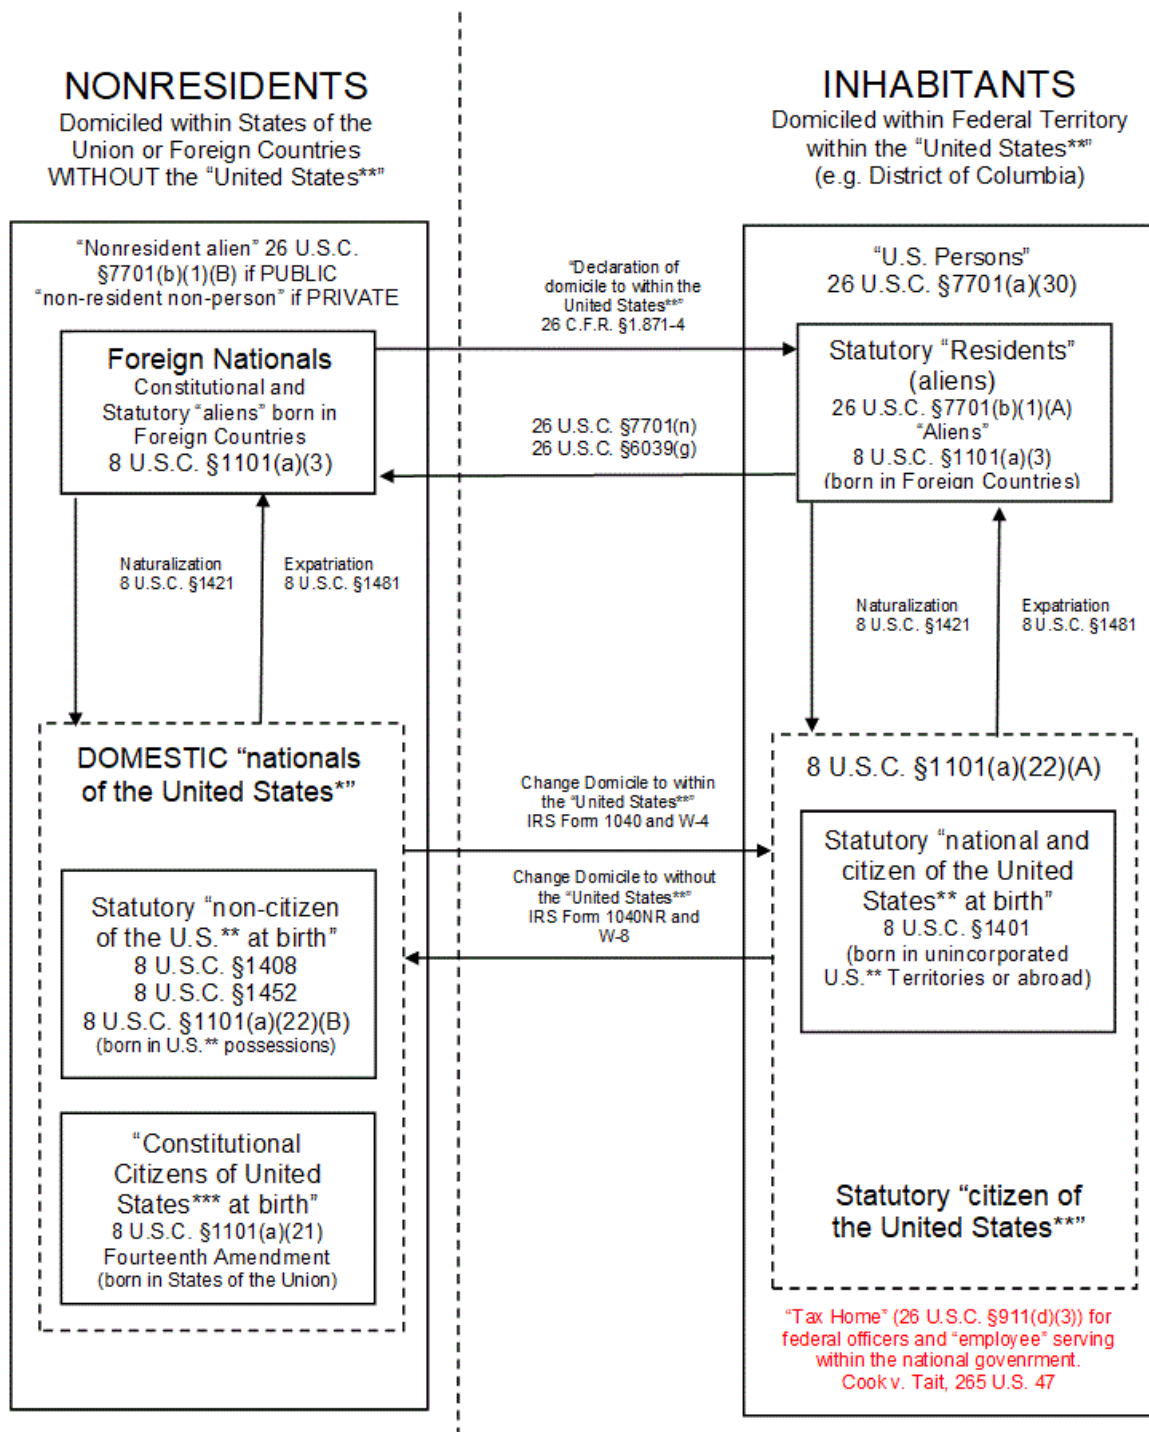 NONRESIDENTS
Domiciled within States of the
Union or Foreign Countries
WITHOUT the “United States**”
INHABITANTS
Domiciled within Federal Territory
within the “United States**”
(e.g. District of Columbia)
“Nonresident alien” 26 U.S.C.
§7701(b)(1)(B) if PUBLIC
“non-resident non-person” if PRIVATE
Foreign Nationals
Constitutional and
Statutory “aliens” born in
Foreign Countries
8 U.S.C. §1101(a)(3)
“Declaration of
domicile to within the
United States**”
26 C.F.R. §1.871-4
26 U.S.C. §7701(n)
26 U.S.C. §6039(g)
“U.S. Persons”
26 U.S.C. §7701(a)(30)
Statutory “Residents”
(aliens)
26 U.S.C. §7701(b)(1)(A)
“Aliens”
8 U.S.C. §1101(a)(3)
(born in Foreign Countries)
Naturalization
8 U.S.C. §1421
Expatriation
8 U.S.C. §1481
Naturalization
8 U.S.C. §1421
Expatriation
8 U.S.C. §1481
DOMESTIC “nationals
of the United States*”
Statutory “non-citizen
of the U.S.** at birth”
8 U.S.C. §1408
8 U.S.C. §1452
8 U.S.C. §1101(a)(22)(B)
(born in U.S.** possessions)
“Constitutional
Citizens of United
States*** at birth”
8 U.S.C. §1101(a)(21)
Fourteenth Amendment
(born in States of the Union)
Change Domicile to within
the “United States**”
IRS Form 1040 and W-4
Change Domicile to without
the “United States**”
IRS Form 1040NR and
W-8
8 U.S.C. §1101(a)(22)(A)
Statutory “national and
citizen of the United
States** at birth”
8 U.S.C. §1401
(born in unincorporated
U.S.** Territories or abroad)
Statutory “citizen of
the United States**”
“Tax Home” (26 U.S.C. §911(d)(3)) for
federal officers and “employee” serving
within the national govenrment.
Cook v. Tait, 265 U.S. 47